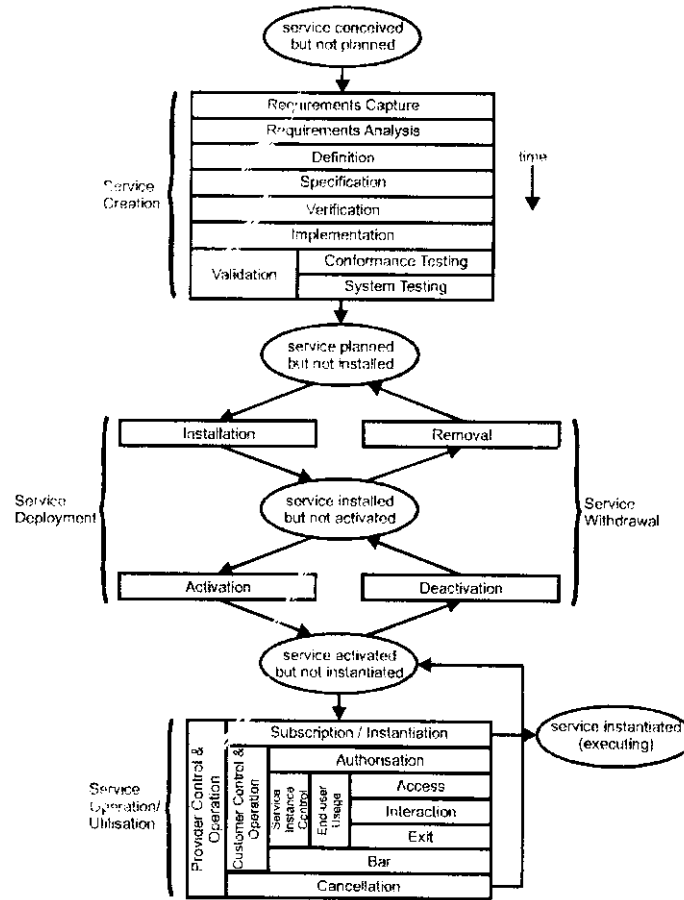 service conceived
but not planned
Requirements Capture
Requirements Analysis
Definition
Specification
Verification
Implementation
Validation
Conformance Testing
System Testing
Service
Creation
time
service planned
but not installed
Installation
Removal
Service
Deployment
service installed
but not activated
Service
Withdrawal
Activation
Deactivation
service activated
but not instantiated
Subscription / Instantiation
service instantiated
(executing)
Service
Operation/
Utilisation
Provider Control &
Operation
Customer Control &
Operation
Authorisation
Service
Instance
Control
End-user
Usage
Access
Interaction
Exit
Bar
Cancellation